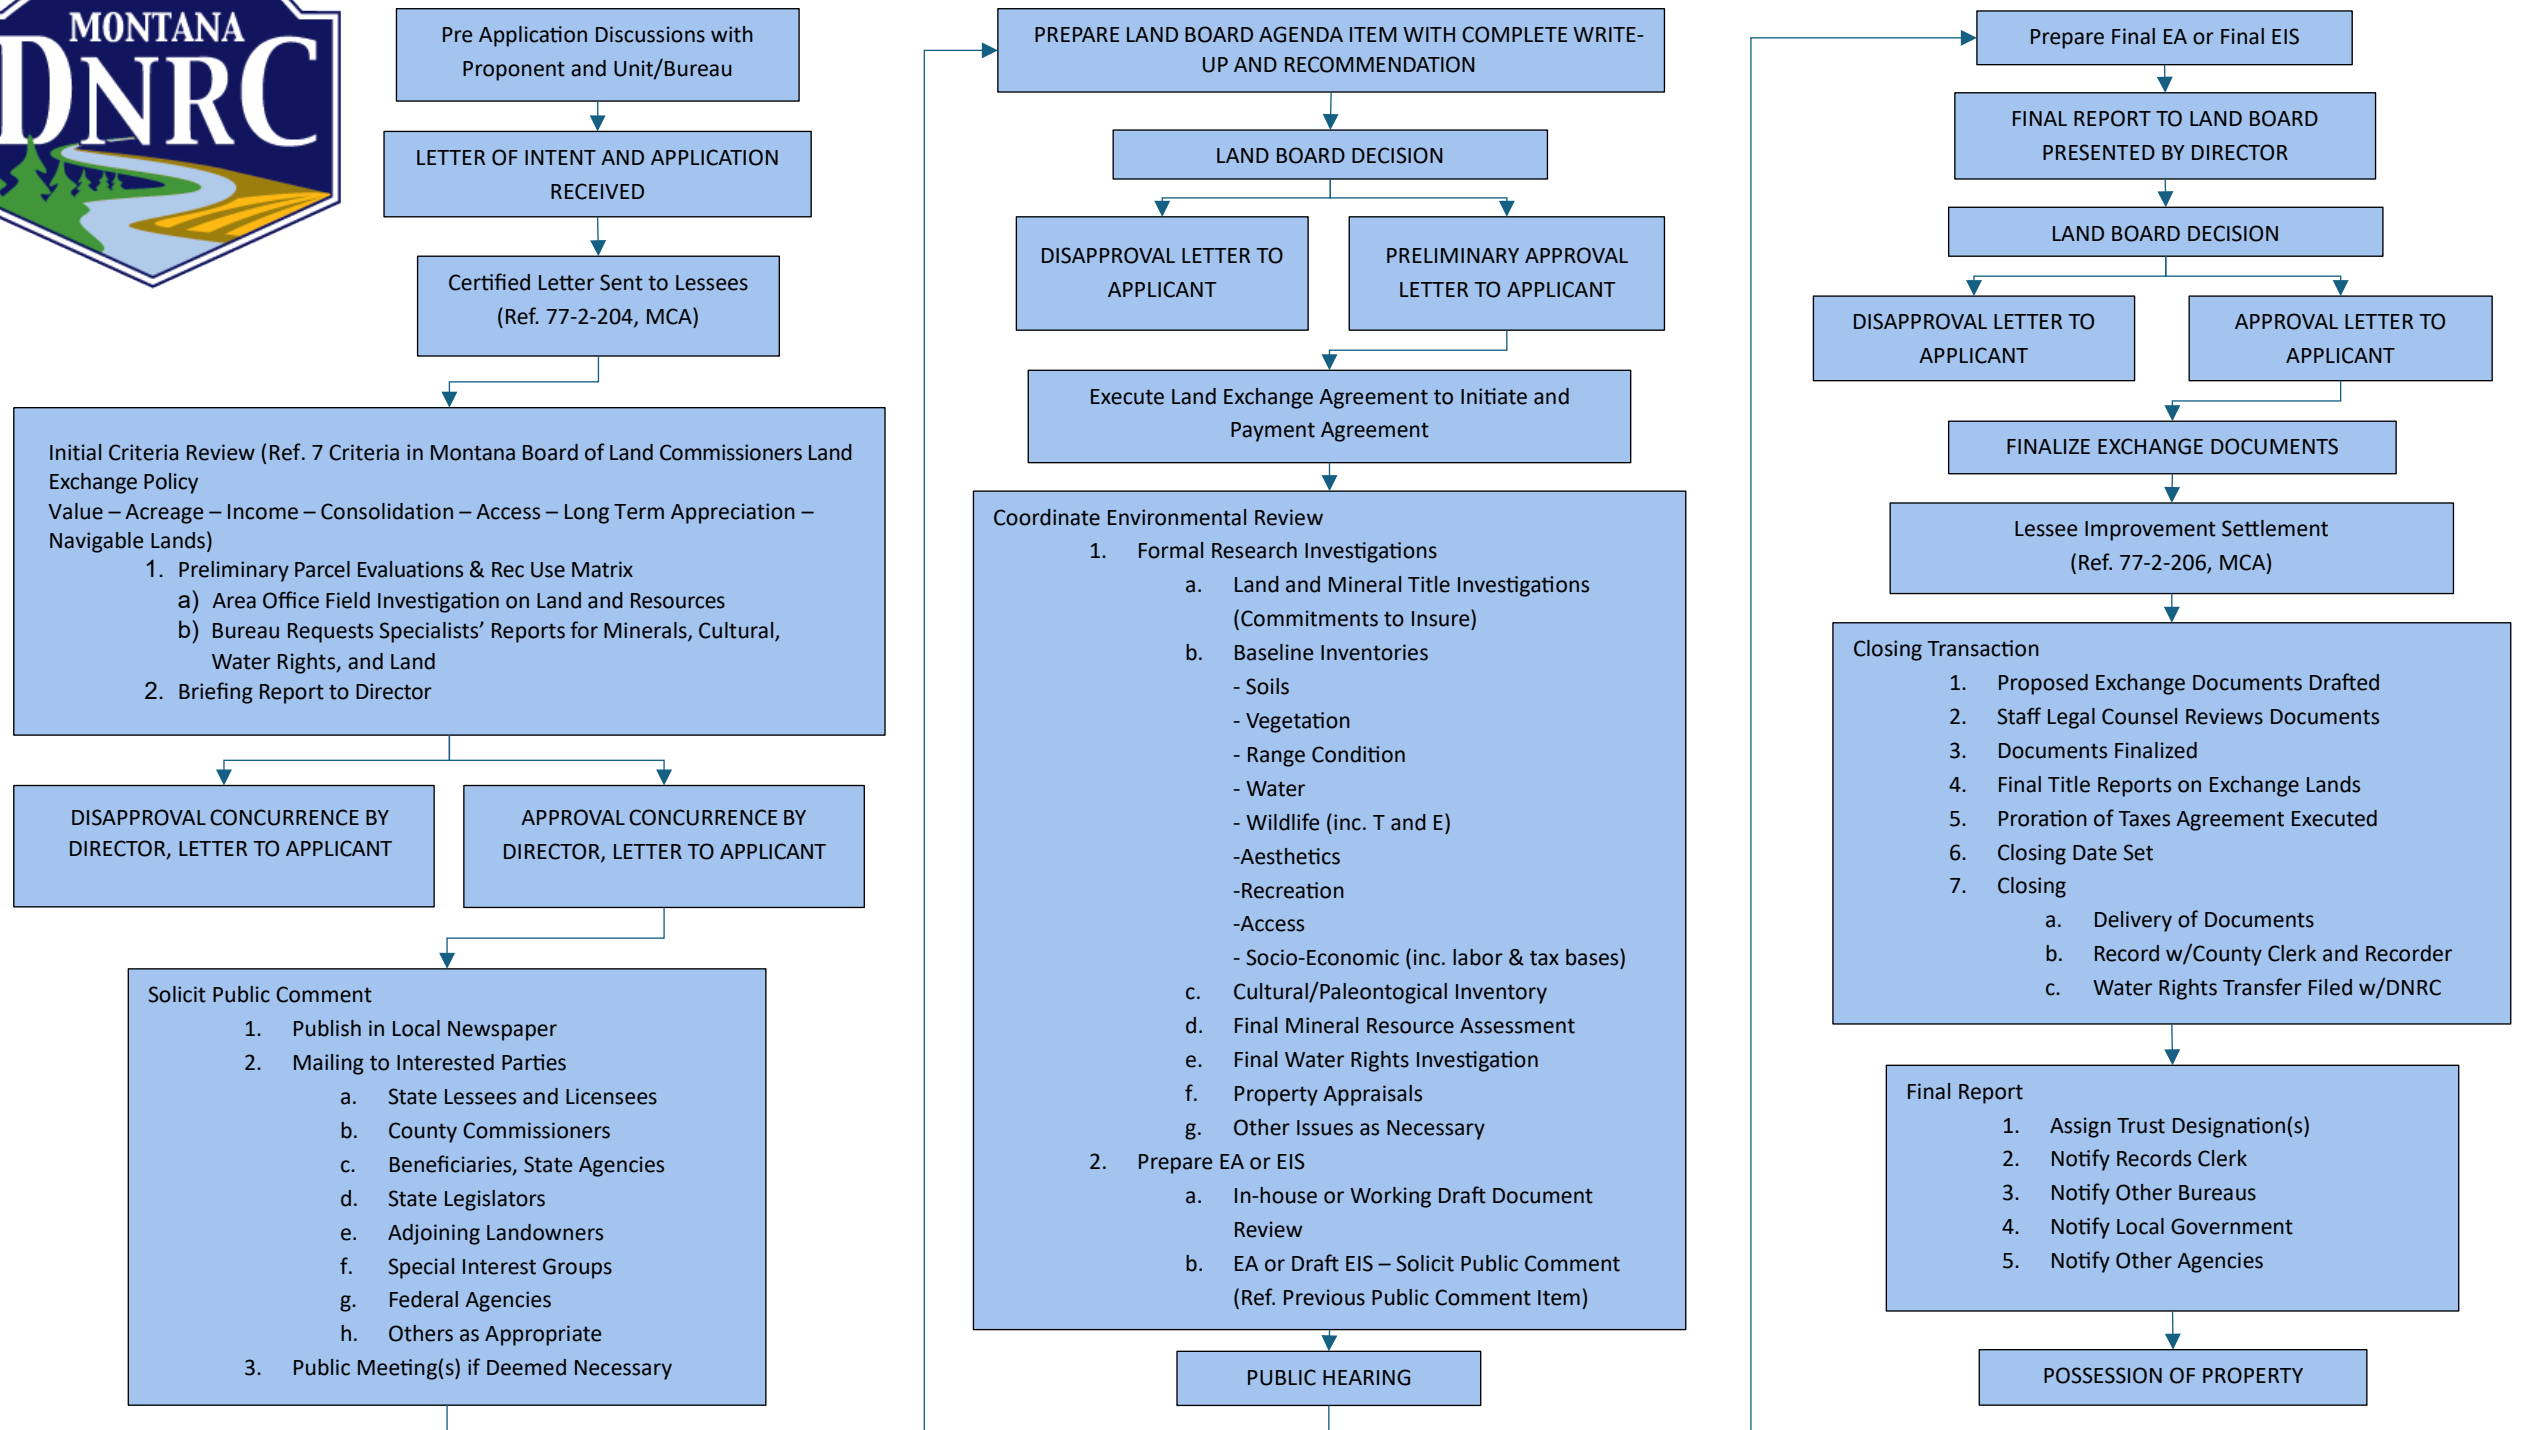 MONTANA
DNRC
Pre Application Discussions with
Proponent and Unit/Bureau
LETTER OF INTENT AND APPLICATION
RECEIVED
Certified Letter Sent to Lessees
(Ref. 77-2-204, MCA)
Initial Criteria Review (Ref. 7 Criteria in Montana Board of Land Commissioners Land
Exchange Policy
Value – Acreage – Income – Consolidation – Access – Long Term Appreciation –
Navigable Lands)
1. Preliminary Parcel Evaluations & Rec Use Matrix
a) Area Office Field Investigation on Land and Resources
b) Bureau Requests Specialists’ Reports for Minerals, Cultural,
Water Rights, and Land
2. Briefing Report to Director
DISAPPROVAL CONCURRENCE BY
DIRECTOR, LETTER TO APPLICANT
APPROVAL CONCURRENCE BY
DIRECTOR, LETTER TO APPLICANT
Solicit Public Comment
1. Publish in Local Newspaper
2. Mailing to Interested Parties
a. State Lessees and Licensees
b. County Commissioners
c. Beneficiaries, State Agencies
d. State Legislators
e. Adjoining Landowners
f. Special Interest Groups
g. Federal Agencies
h. Others as Appropriate
3. Public Meeting(s) if Deemed Necessary
PREPARE LAND BOARD AGENDA ITEM WITH COMPLETE WRITE-
UP AND RECOMMENDATION
LAND BOARD DECISION
DISAPPROVAL LETTER TO
APPLICANT
PRELIMINARY APPROVAL
LETTER TO APPLICANT
Execute Land Exchange Agreement to Initiate and
Payment Agreement
Coordinate Environmental Review
1. Formal Research Investigations
a. Land and Mineral Title Investigations
(Commitments to Insure)
b. Baseline Inventories
- Soils
- Vegetation
- Range Condition
- Water
- Wildlife (inc. T and E)
-Aesthetics
-Recreation
-Access
- Socio-Economic (inc. labor & tax bases)
c. Cultural/Paleontogical Inventory
d. Final Mineral Resource Assessment
e. Final Water Rights Investigation
f. Property Appraisals
g. Other Issues as Necessary
2. Prepare EA or EIS
a. In-house or Working Draft Document
Review
b. EA or Draft EIS – Solicit Public Comment
(Ref. Previous Public Comment Item)
PUBLIC HEARING
Prepare Final EA or Final EIS
FINAL REPORT TO LAND BOARD
PRESENTED BY DIRECTOR
LAND BOARD DECISION
DISAPPROVAL LETTER TO
APPLICANT
APPROVAL LETTER TO
APPLICANT
FINALIZE EXCHANGE DOCUMENTS
Lessee Improvement Settlement
(Ref. 77-2-206, MCA)
Closing Transaction
1. Proposed Exchange Documents Drafted
2. Staff Legal Counsel Reviews Documents
3. Documents Finalized
4. Final Title Reports on Exchange Lands
5. Proration of Taxes Agreement Executed
6. Closing Date Set
7. Closing
a. Delivery of Documents
b. Record w/County Clerk and Recorder
c. Water Rights Transfer Filed w/DNRC
Final Report
1. Assign Trust Designation(s)
2. Notify Records Clerk
3. Notify Other Bureaus
4. Notify Local Government
5. Notify Other Agencies
POSSESSION OF PROPERTY